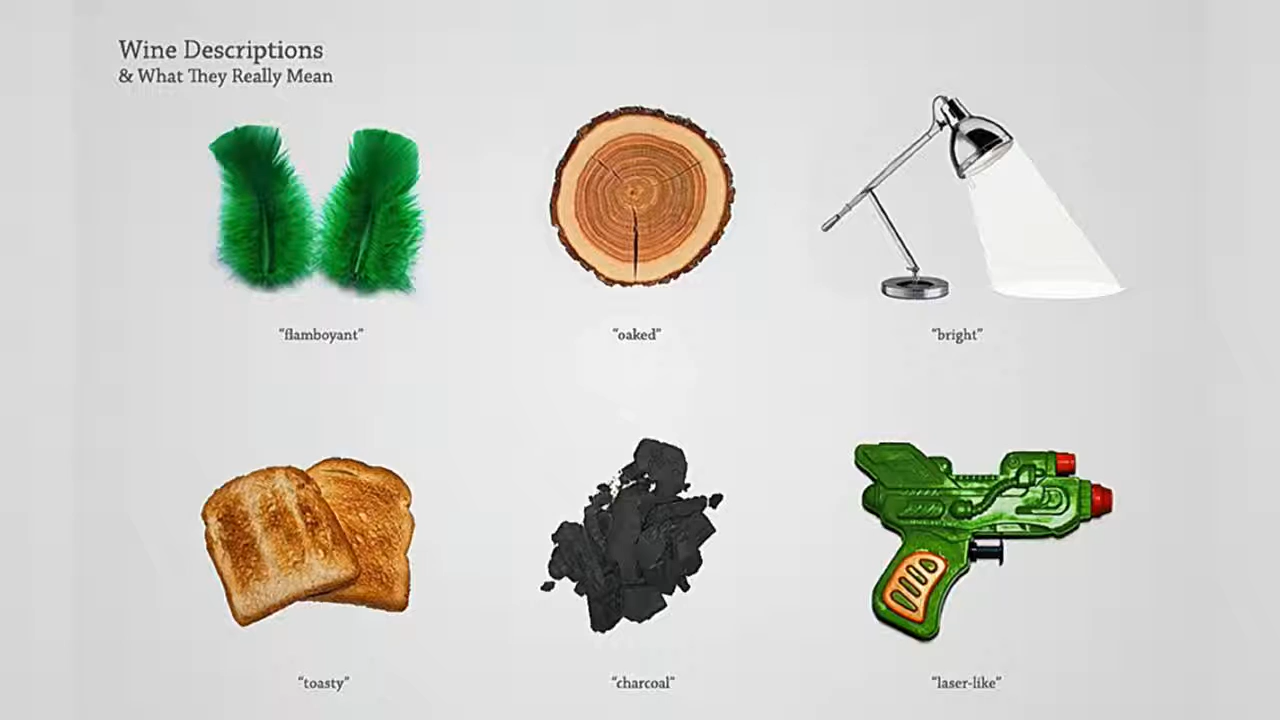 Wine Descriptions
& What They Really Mean
“flamboyant”
“oaked”
“bright”
“toasty”
“charcoal”
“laser-like”